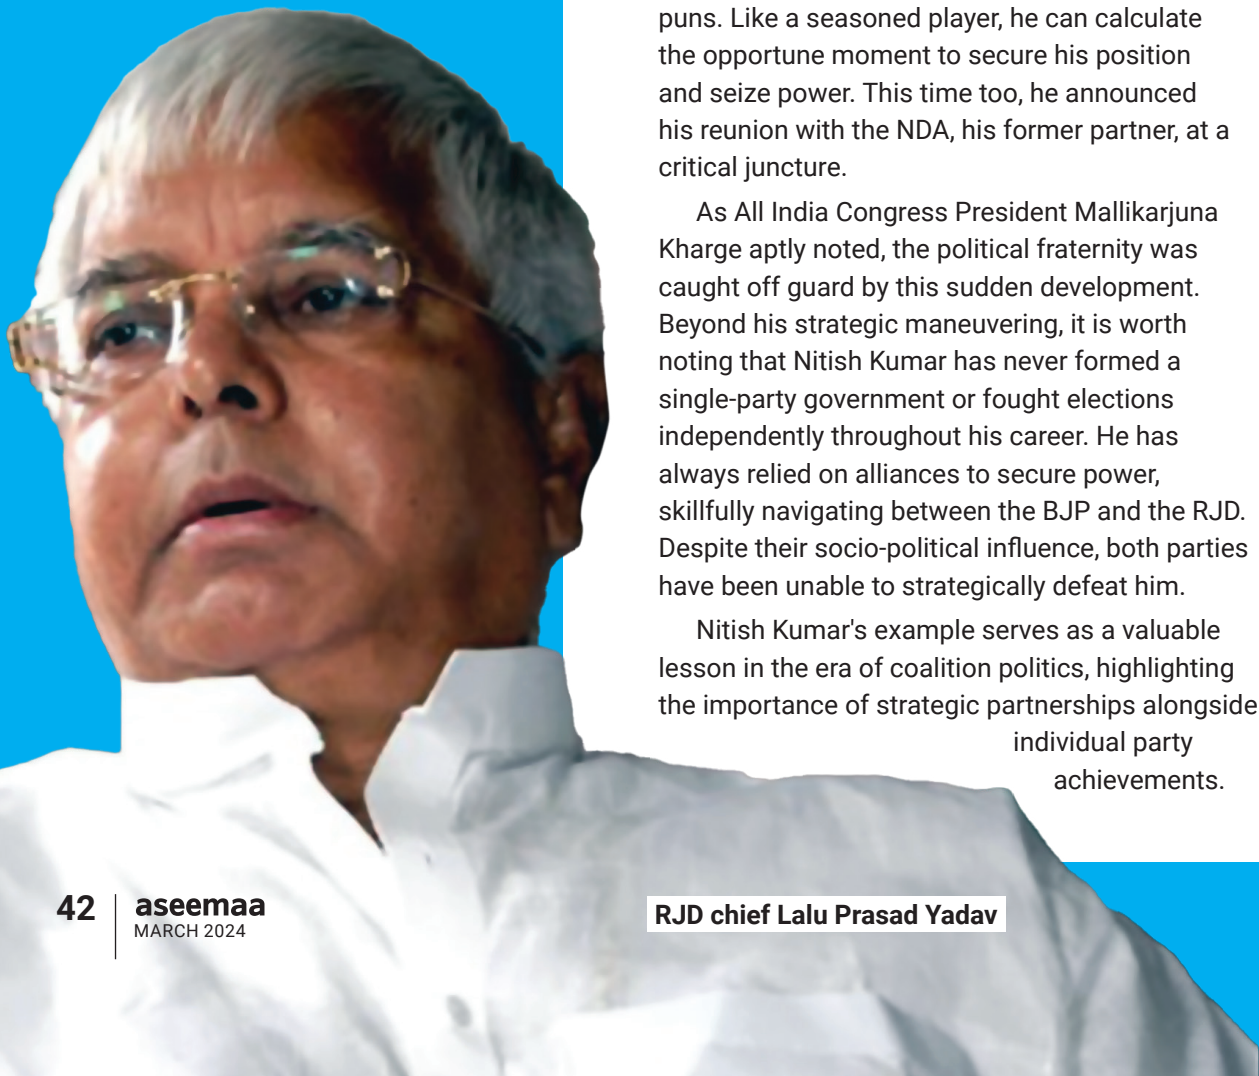 puns. Like a seasoned player, he can calculate
the opportune moment to secure his position
and seize power. This time too, he announced
his reunion with the NDA, his former partner, at a
critical juncture.
As All India Congress President Mallikarjuna
Kharge aptly noted, the political fraternity was
caught off guard by this sudden development.
Beyond his strategic maneuvering, it is worth
noting that Nitish Kumar has never formed a
single-party government or fought elections
independently throughout his career. He has
always relied on alliances to secure power,
skillfully navigating between the BJP and the RJD.
Despite their socio-political influence, both parties
have been unable to strategically defeat him.
Nitish Kumar's example serves as a valuable
lesson in the era of coalition politics, highlighting
the importance of strategic partnerships alongside
individual party
achievements.
RJD chief Lalu Prasad Yadav
42
aseemaa
MARCH 2024